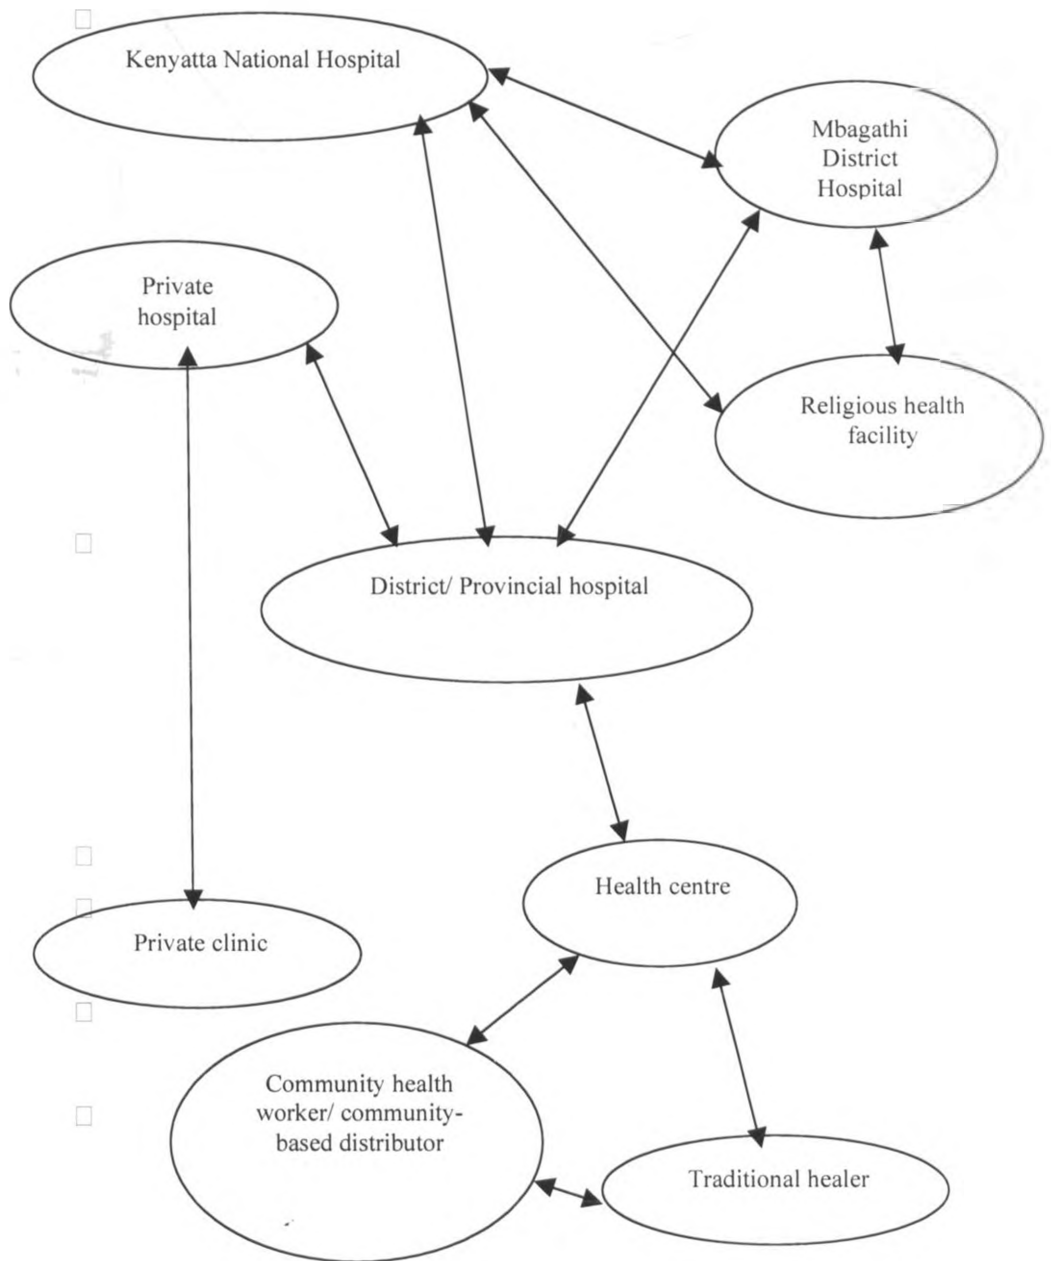 Kenyatta National Hospital
Mbagathi
District
Hospital
Private
hospital
Religious health
facility
District/ Provincial hospital
Health centre
Private clinic
Community health
worker/ community-
based distributor
Traditional healer